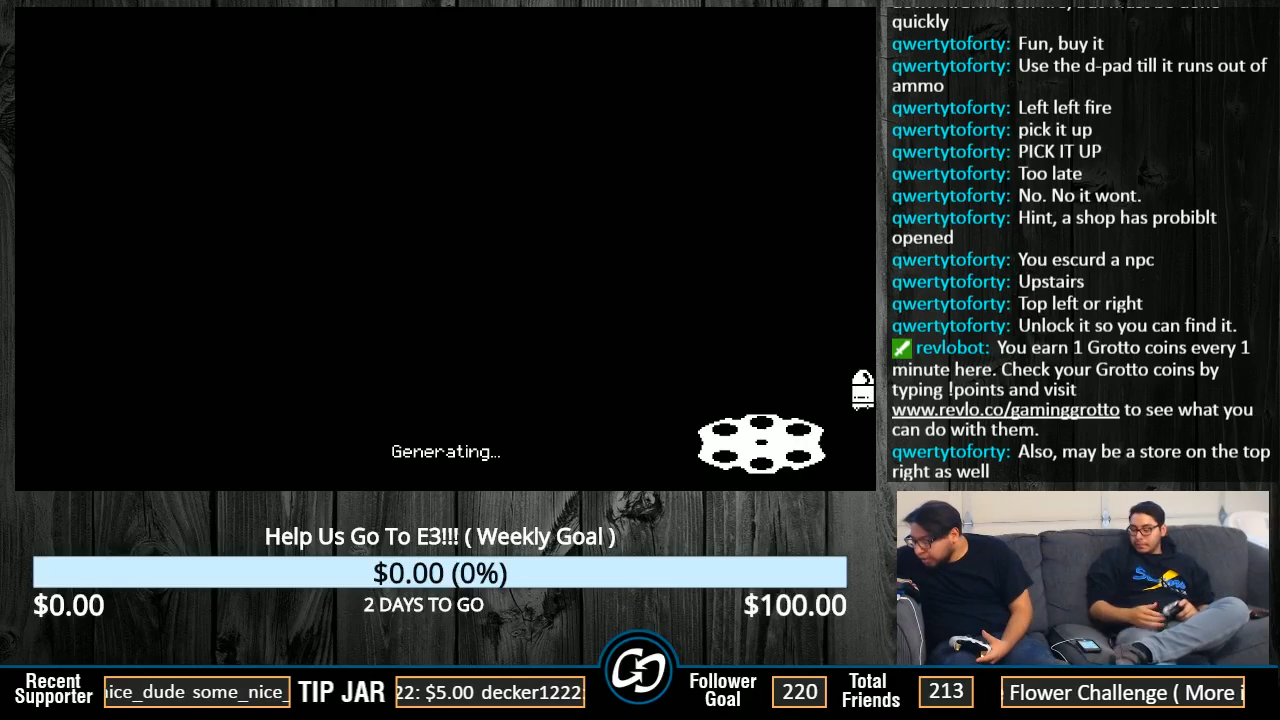 quickly
qwertytoforty: Fun, buy it
qwertytoforty: Use the d-pad till it runs out of
ammo
qwertytoforty: Left left fire
qwertytoforty: pick it up
qwertytoforty: PICK IT UP
qwertytoforty: Too late
qwertytoforty: No. No it wont.
qwertytoforty: Hint, a shop has probiblt
opened
qwertytoforty: You escurd a npc
qwertytoforty: Upstairs
qwertytoforty: Top left or right
qwertytoforty: Unlock it so you can find it.
revlobot: You earn 1 Grotto coins every 1
minute here. Check your Grotto coins by
typing !points and visit
www.revlo.co/gaminggrotto to see what you
can do with them.
qwertytoforty: Also, may be a store on the top
right as well
Generating...
Help Us Go To E3!!! ( Weekly Goal )
$0.00 (0%)
$0.00 2 DAYS TO GO $100.00
Recent
Supporter
ice_dude some_nice_
TIP JAR
22: $5.00 decker1222
Follower
Goal
220
Total
Friends
213
Flower Challenge ( More i